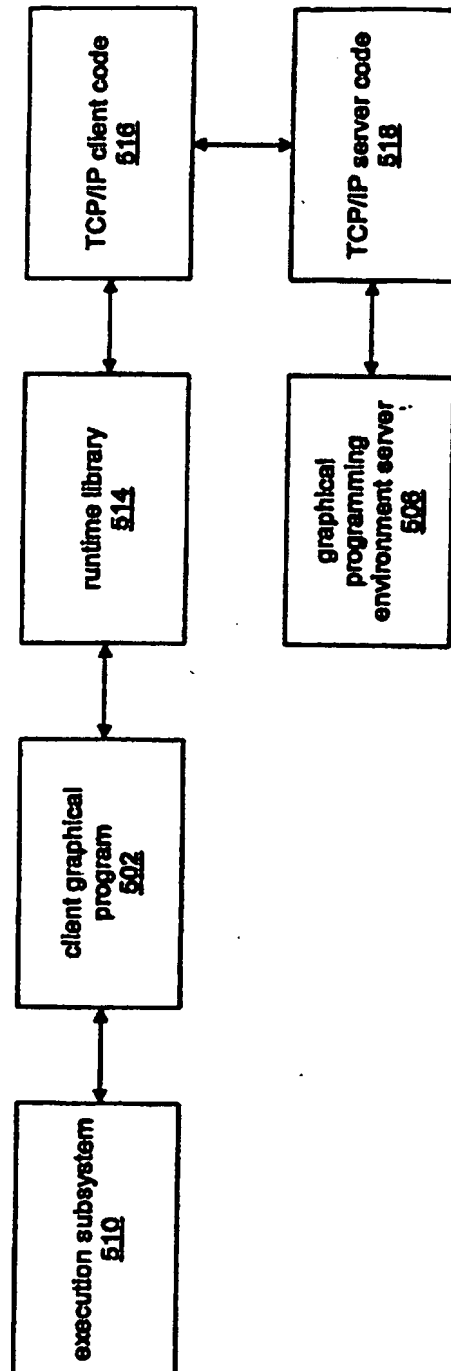 execution subsystem
510
client graphical
program
502
runtime library
514
TCP/IP client code
516
graphical
programming
environment server
506
TCP/IP server code
518